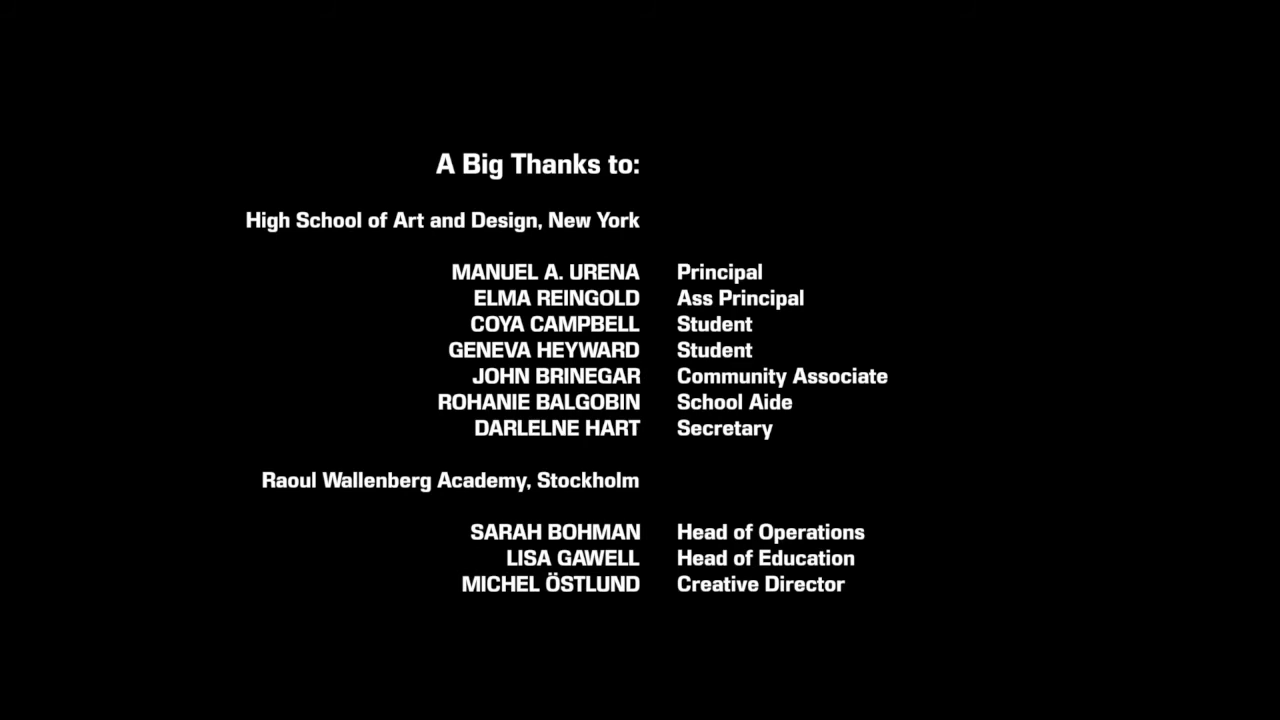 A Big Thanks to:
High School of Art and Design, New York
MANUEL A. URENA Principal
ELMA REINGOLD Ass Principal
COYA CAMPBELL Student
GENEVA HEYWARD Student
JOHN BRINEGAR Community Associate
ROHANIE BALGOBIN School Aide
DARLELNE HART Secretary
Raoul Wallenberg Academy, Stockholm
SARAH BOHMAN Head of Operations
LISA GAWELL Head of Education
MICHEL ÖSTLUND Creative Director